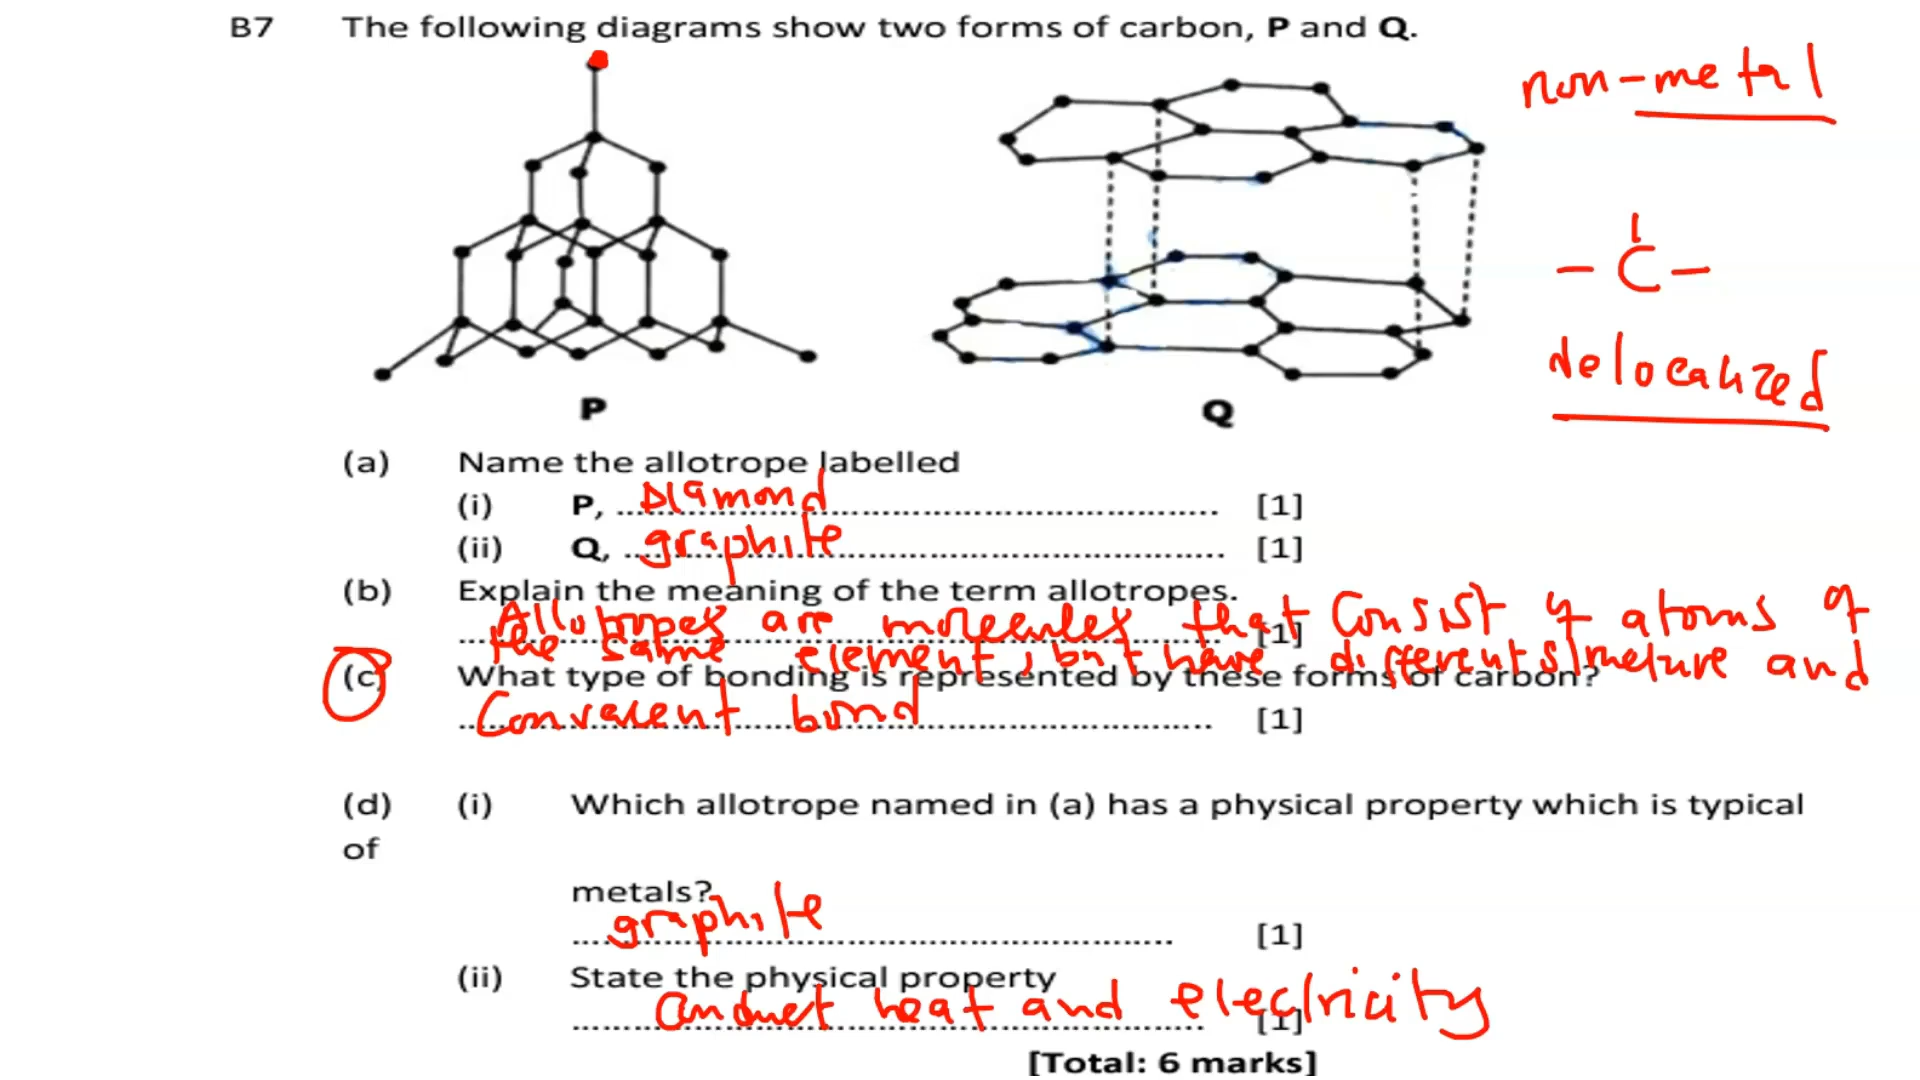 B7 The following diagrams show two forms of carbon, P and Q.
non-metal
- C -
delocalized
P Q
(a) Name the allotrope labelled
(i) P, Diamond [1]
(ii) Q, graphite [1]
(b) Explain the meaning of the term allotropes.
Allotropes are molecules that consist of atoms of
the same element, but have different structure and [1]
(c) What type of bonding is represented by these forms of carbon?
Convalent bond [1]
(d) (i) Which allotrope named in (a) has a physical property which is typical
of
metals?
graphite [1]
(ii) State the physical property
conduct heat and electricity [1]
[Total: 6 marks]